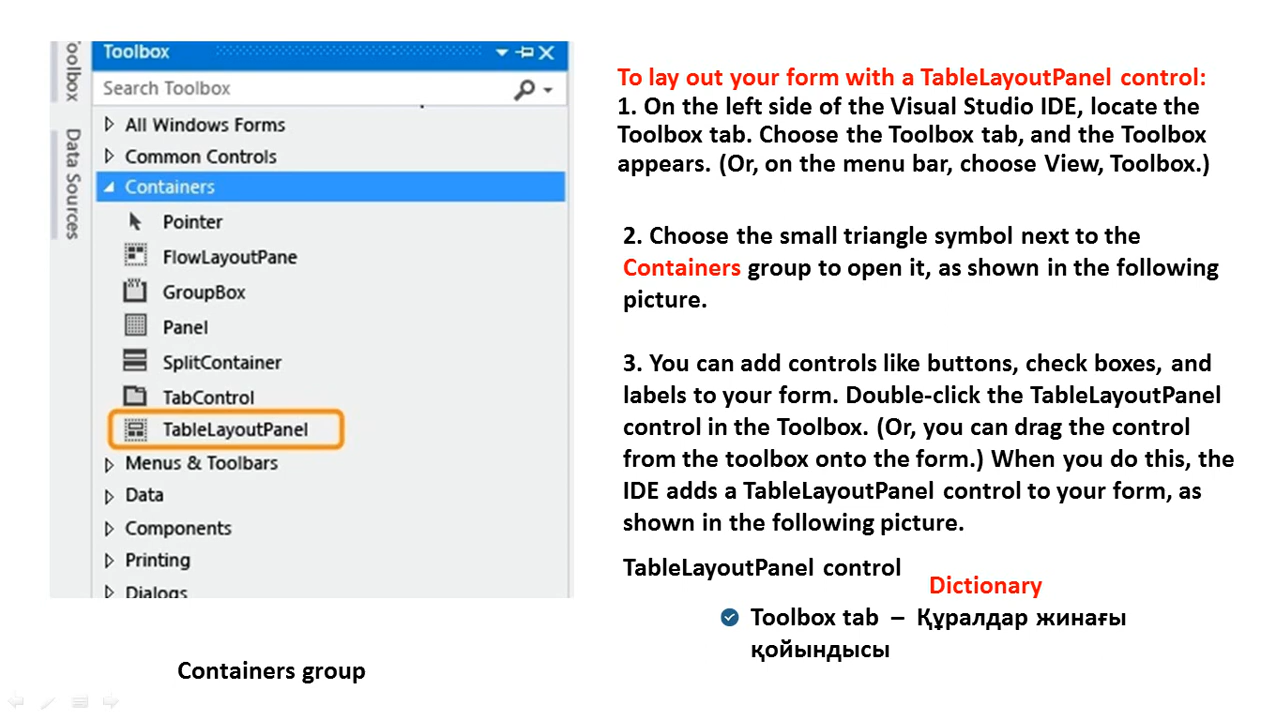 Toolbox
Data Sources
Toolbox
Search Toolbox
All Windows Forms
Common Controls
Containers
Pointer
FlowLayoutPane
GroupBox
Panel
SplitContainer
TabControl
TableLayoutPanel
Menus & Toolbars
Data
Components
Printing
Dialogs
Containers group
To lay out your form with a TableLayoutPanel control:
1. On the left side of the Visual Studio IDE, locate the
Toolbox tab. Choose the Toolbox tab, and the Toolbox
appears. (Or, on the menu bar, choose View, Toolbox.)
2. Choose the small triangle symbol next to the
Containers group to open it, as shown in the following
picture.
3. You can add controls like buttons, check boxes, and
labels to your form. Double-click the TableLayoutPanel
control in the Toolbox. (Or, you can drag the control
from the toolbox onto the form.) When you do this, the
IDE adds a TableLayoutPanel control to your form, as
shown in the following picture.
TableLayoutPanel control
Dictionary
Toolbox tab – Құралдар жинағы
қойындысы